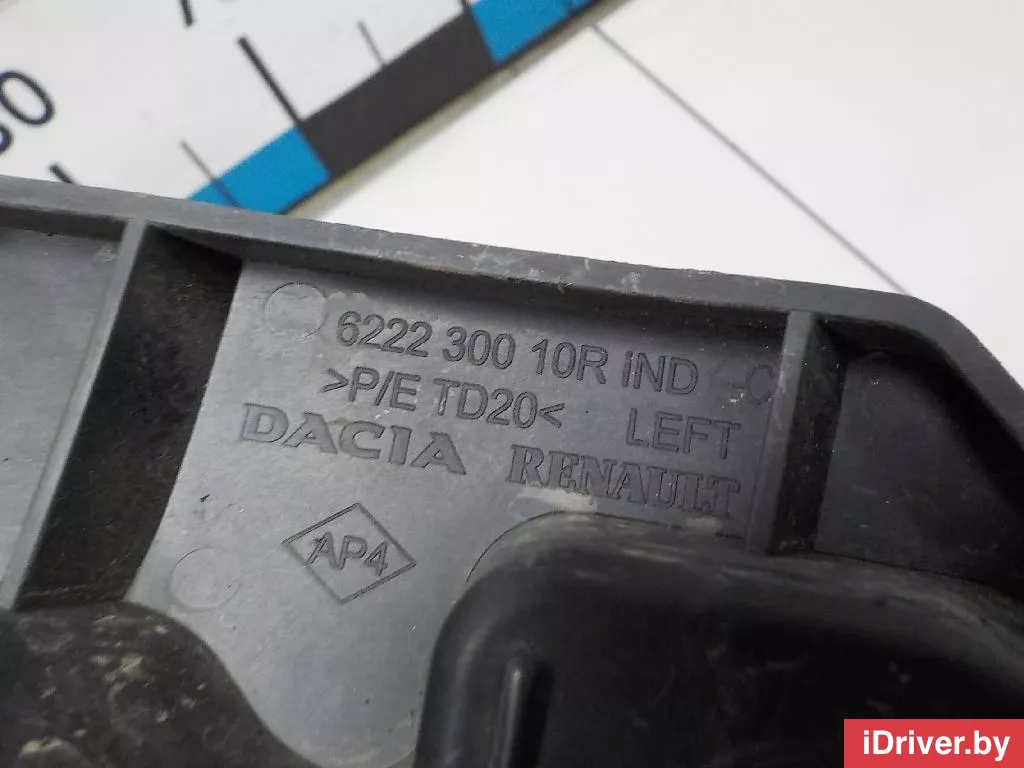 6222 300 10R IND -C
>P/E TD20< LEFT
DACIA RENAULT
AP4
iDriver.by